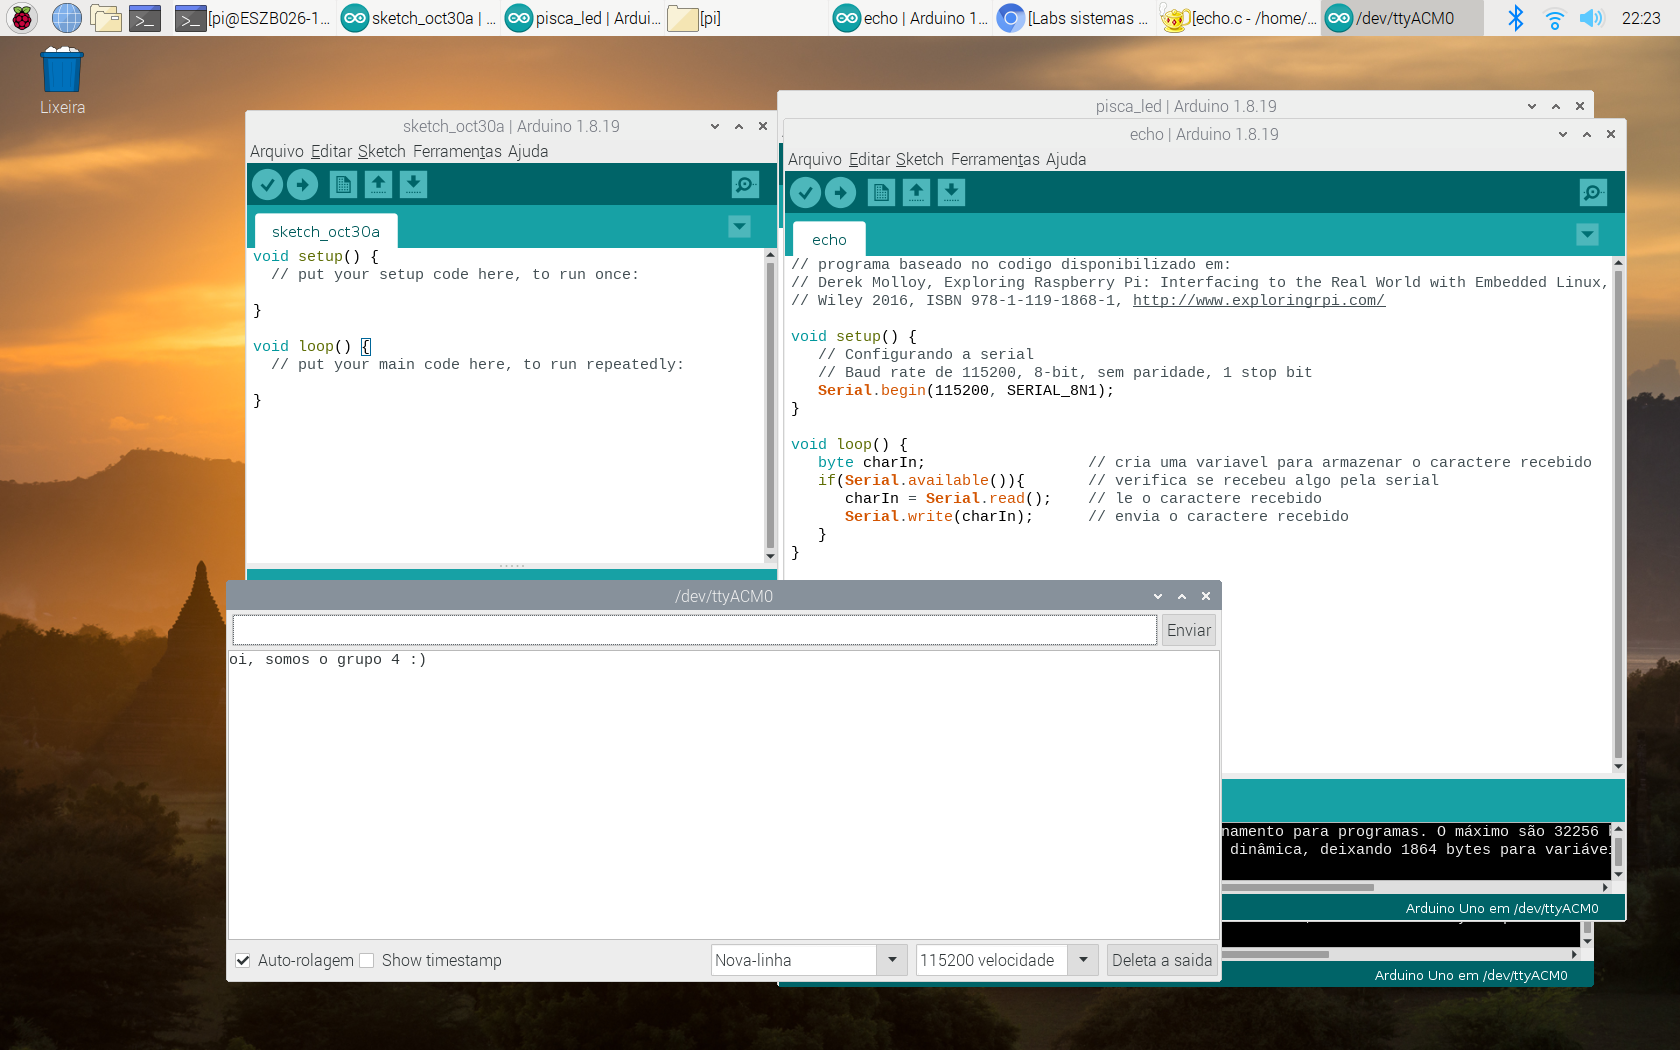 [pi@ESZB026-1...
sketch_oct30a | ...
pisca_led | Ardui...
[pi]
echo | Arduino 1...
[Labs sistemas ...
[echo.c - /home/...
/dev/ttyACM0
22:23
Lixeira
sketch_oct30a | Arduino 1.8.19
Arquivo Editar Sketch Ferramentas Ajuda
sketch_oct30a
void setup() {
  // put your setup code here, to run once:
}
void loop() {
  // put your main code here, to run repeatedly:
}
pisca_led | Arduino 1.8.19
echo | Arduino 1.8.19
Arquivo Editar Sketch Ferramentas Ajuda
echo
// programa baseado no codigo disponibilizado em:
// Derek Molloy, Exploring Raspberry Pi: Interfacing to the Real World with Embedded Linux,
// Wiley 2016, ISBN 978-1-119-1868-1, http://www.exploringrpi.com/
void setup() {
   // Configurando a serial
   // Baud rate de 115200, 8-bit, sem paridade, 1 stop bit
   Serial.begin(115200, SERIAL_8N1);
}
void loop() {
   byte charIn;                  // cria uma variavel para armazenar o caractere recebido
   if(Serial.available()){       // verifica se recebeu algo pela serial
      charIn = Serial.read();    // le o caractere recebido
      Serial.write(charIn);      // envia o caractere recebido
   }
}
/dev/ttyACM0
Enviar
oi, somos o grupo 4 :)
Auto-rolagem
Show timestamp
Nova-linha
115200 velocidade
Deleta a saida
namento para programas. O máximo são 32256
dinâmica, deixando 1864 bytes para variáve
Arduino Uno em /dev/ttyACM0
Arduino Uno em /dev/ttyACM0